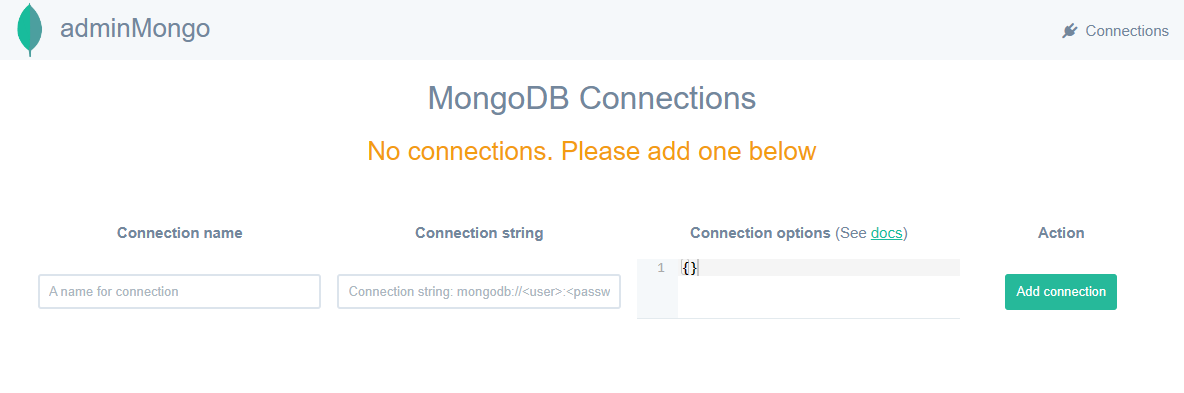 adminMongo
Connections
MongoDB Connections
No connections. Please add one below
Connection name
Connection string
Connection options (See docs)
Action
A name for connection
Connection string: mongodb://<user>:<passw
1 {}
Add connection